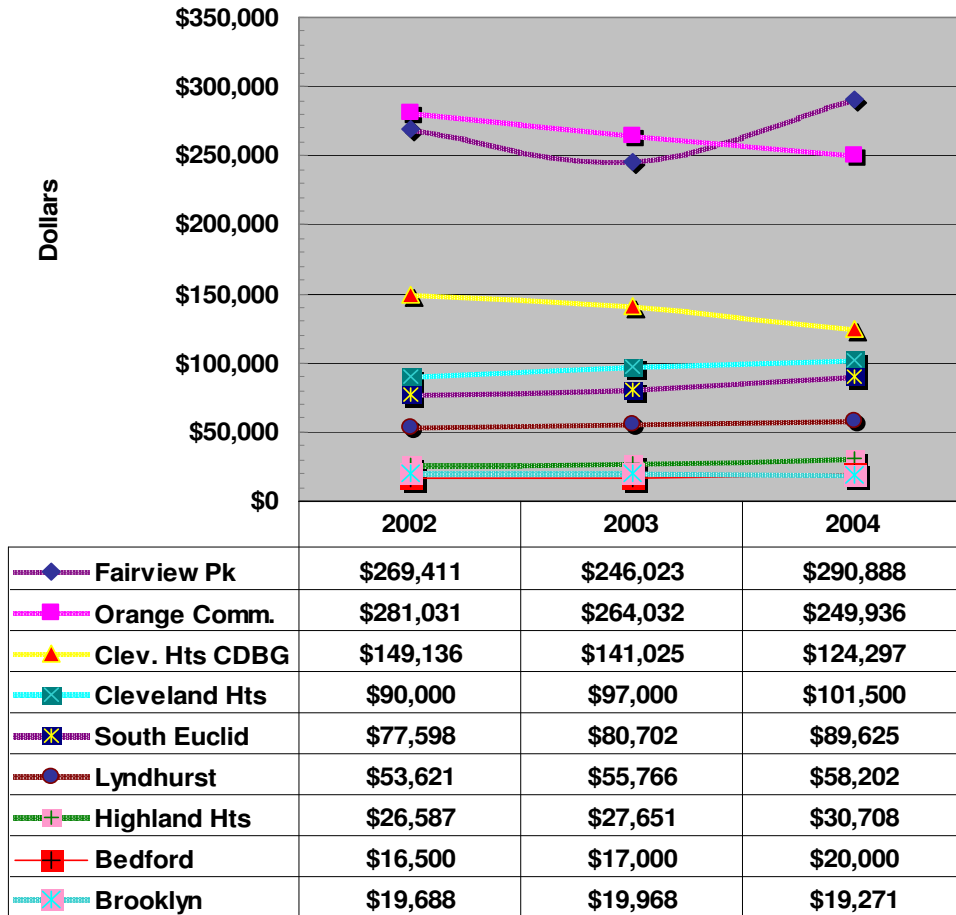 $350,000
$300,000
$250,000
$200,000
$150,000
$100,000
$50,000
$0
Dollars
2002 2003 2004
Fairview Pk $269,411 $246,023 $290,888
Orange Comm. $281,031 $264,032 $249,936
Clev. Hts CDBG $149,136 $141,025 $124,297
Cleveland Hts $90,000 $97,000 $101,500
South Euclid $77,598 $80,702 $89,625
Lyndhurst $53,621 $55,766 $58,202
Highland Hts $26,587 $27,651 $30,708
Bedford $16,500 $17,000 $20,000
Brooklyn $19,688 $19,968 $19,271